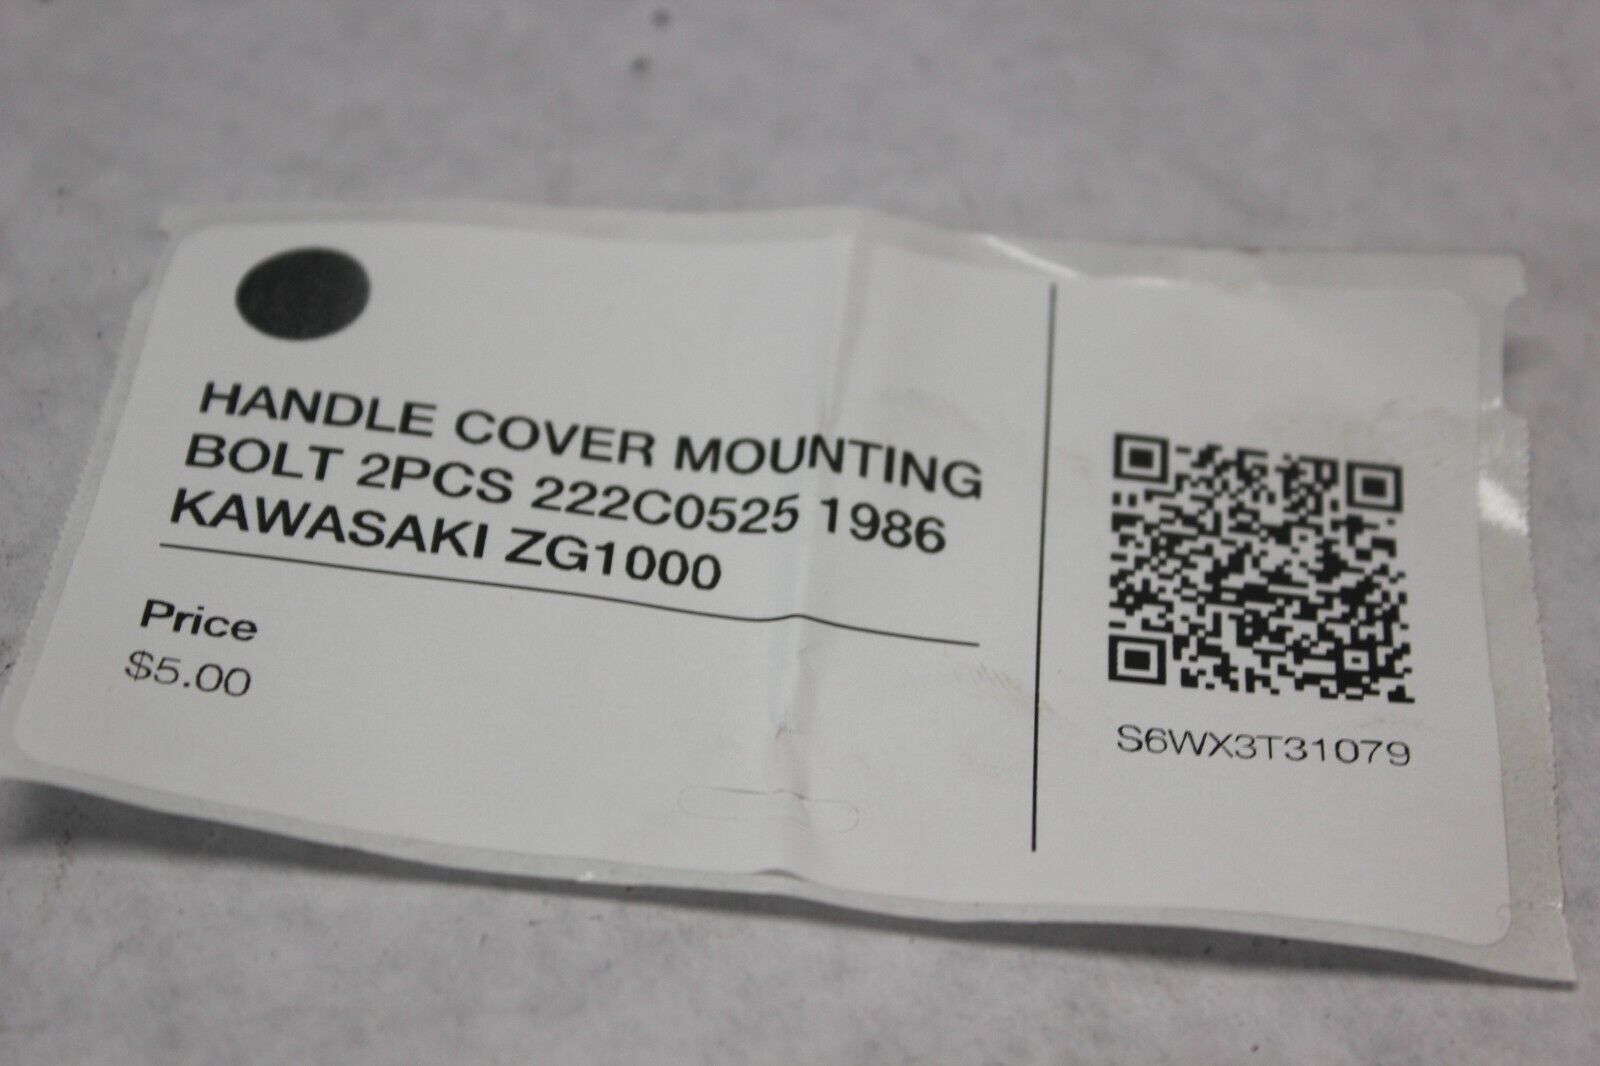 HANDLE COVER MOUNTING
BOLT 2PCS 222C0525 1986
KAWASAKI ZG1000
Price
$5.00
S6WX3T31079